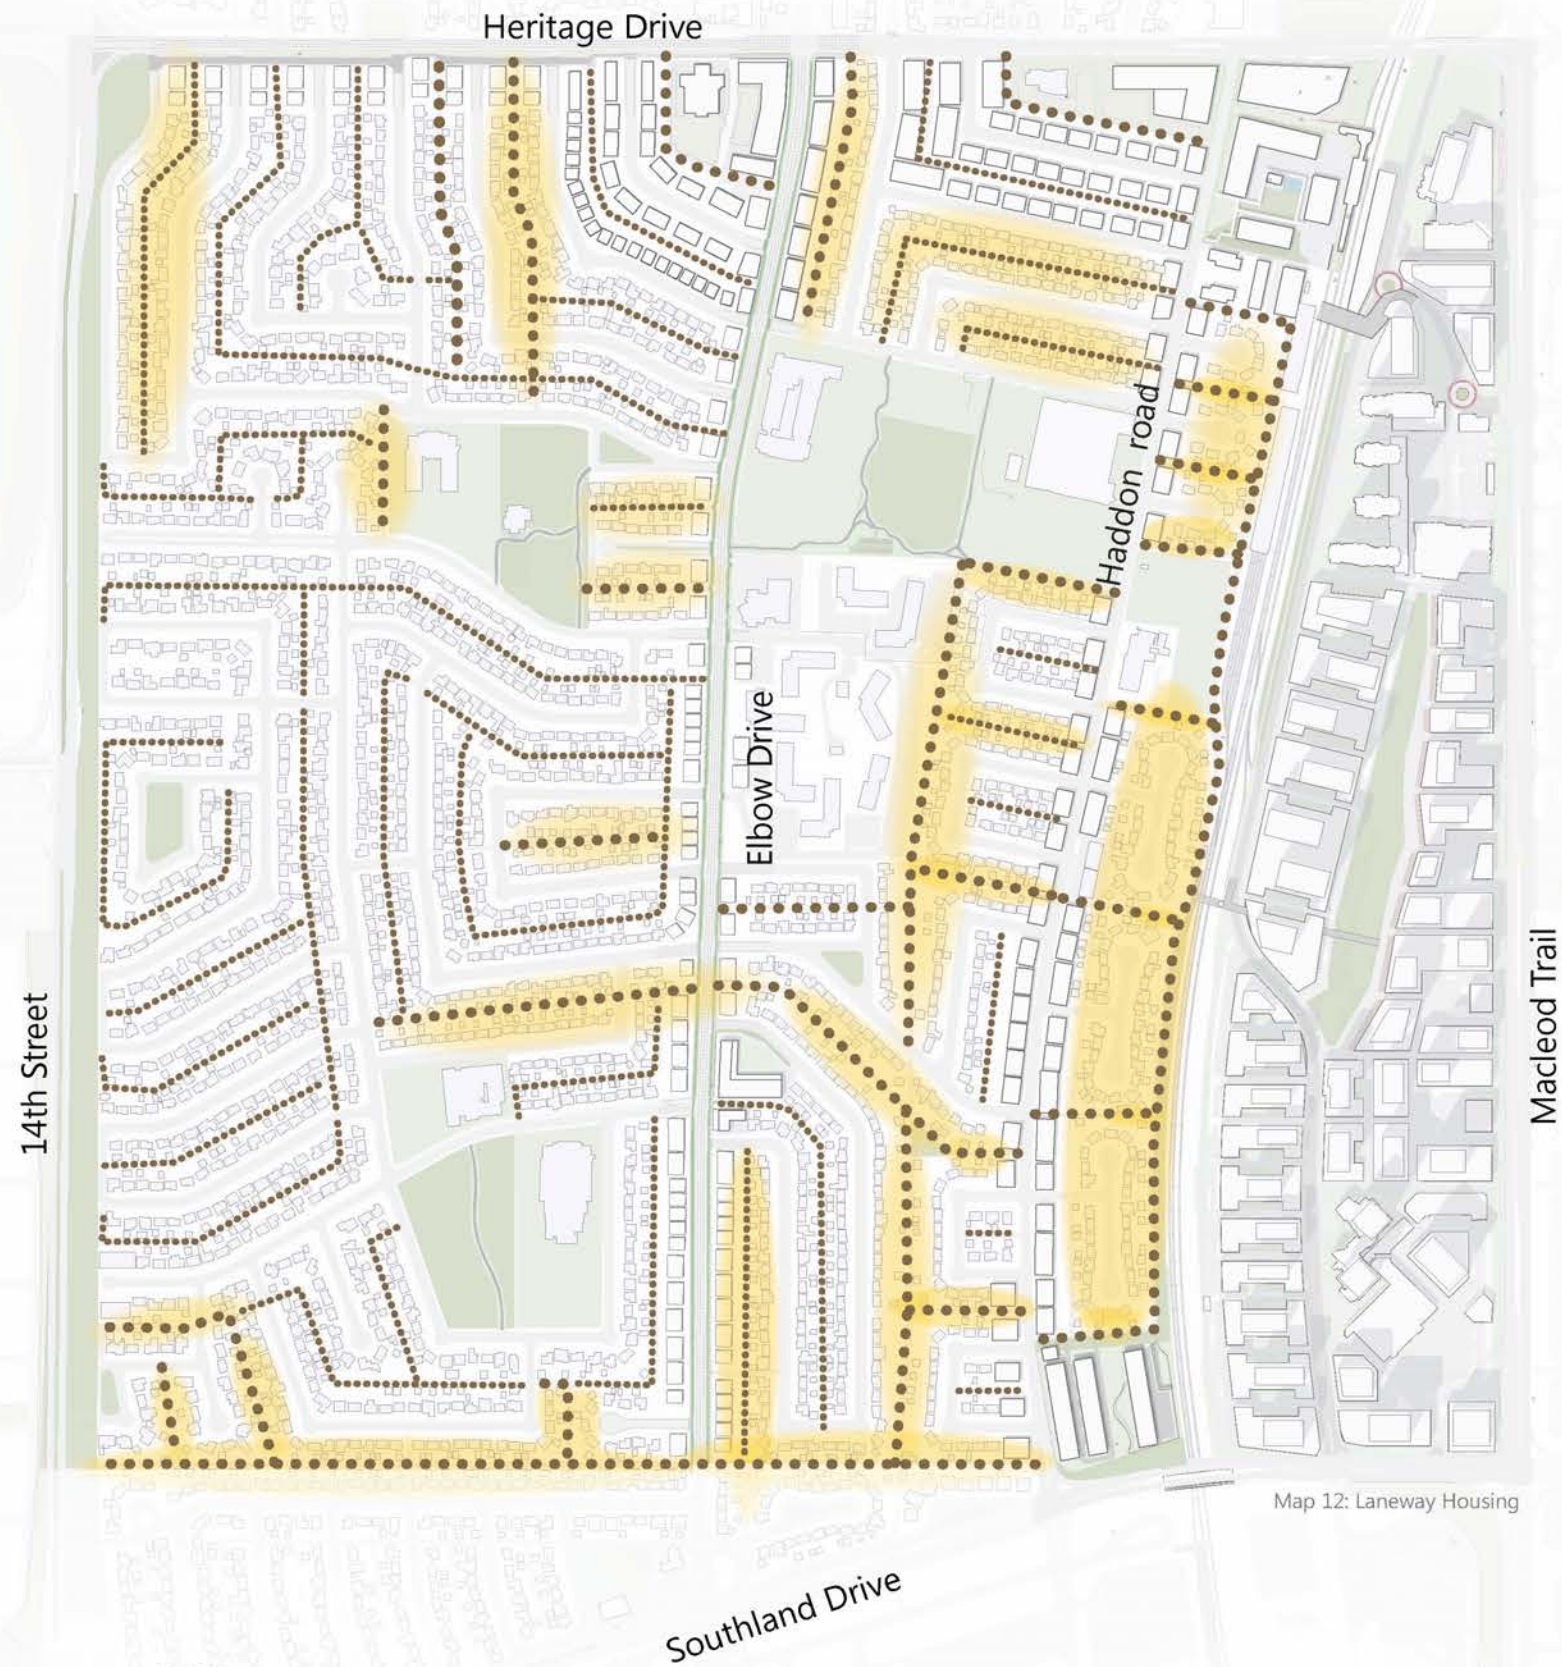 Heritage Drive
Haddon road
Elbow Drive
14th Street
Macleod Trail
Map 12: Laneway Housing
Southland Drive